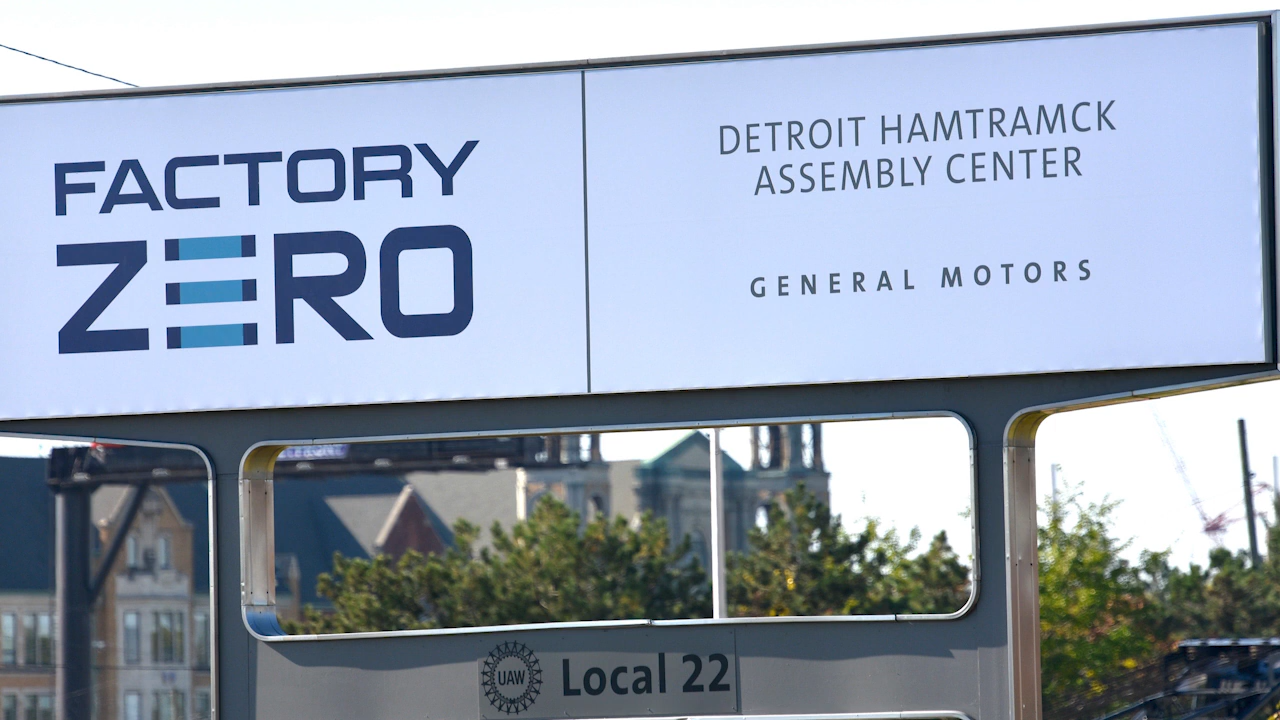 FACTORY
ZERO
DETROIT HAMTRAMCK
ASSEMBLY CENTER
GENERAL MOTORS
UAW
Local 22